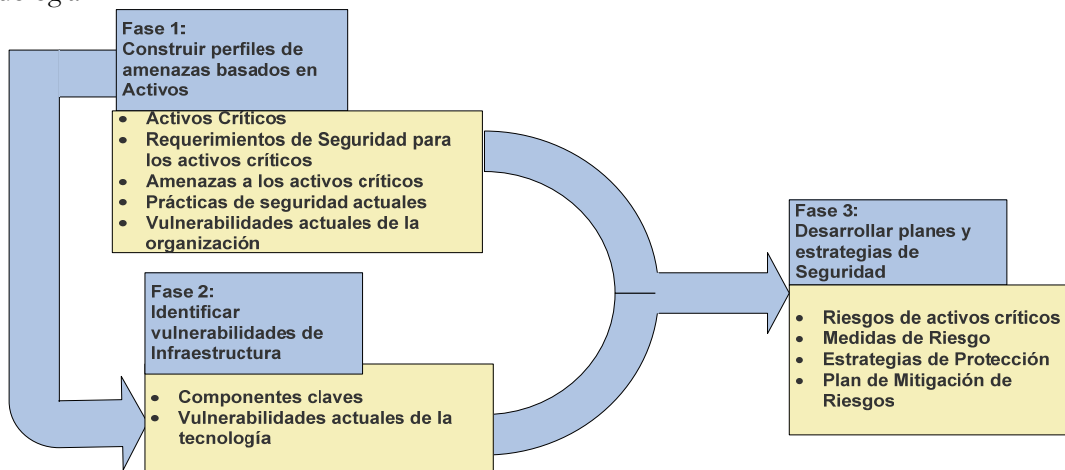 Fase 1:
Construir perfiles de
amenazas basados en
Activos
• Activos Críticos
• Requerimientos de Seguridad para
los activos críticos
• Amenazas a los activos críticos
• Prácticas de seguridad actuales
• Vulnerabilidades actuales de la
organización
Fase 2:
Identificar
vulnerabilidades de
Infraestructura
• Componentes claves
• Vulnerabilidades actuales de la
tecnología
Fase 3:
Desarrollar planes y
estrategias de
Seguridad
• Riesgos de activos críticos
• Medidas de Riesgo
• Estrategias de Protección
• Plan de Mitigación de
Riesgos